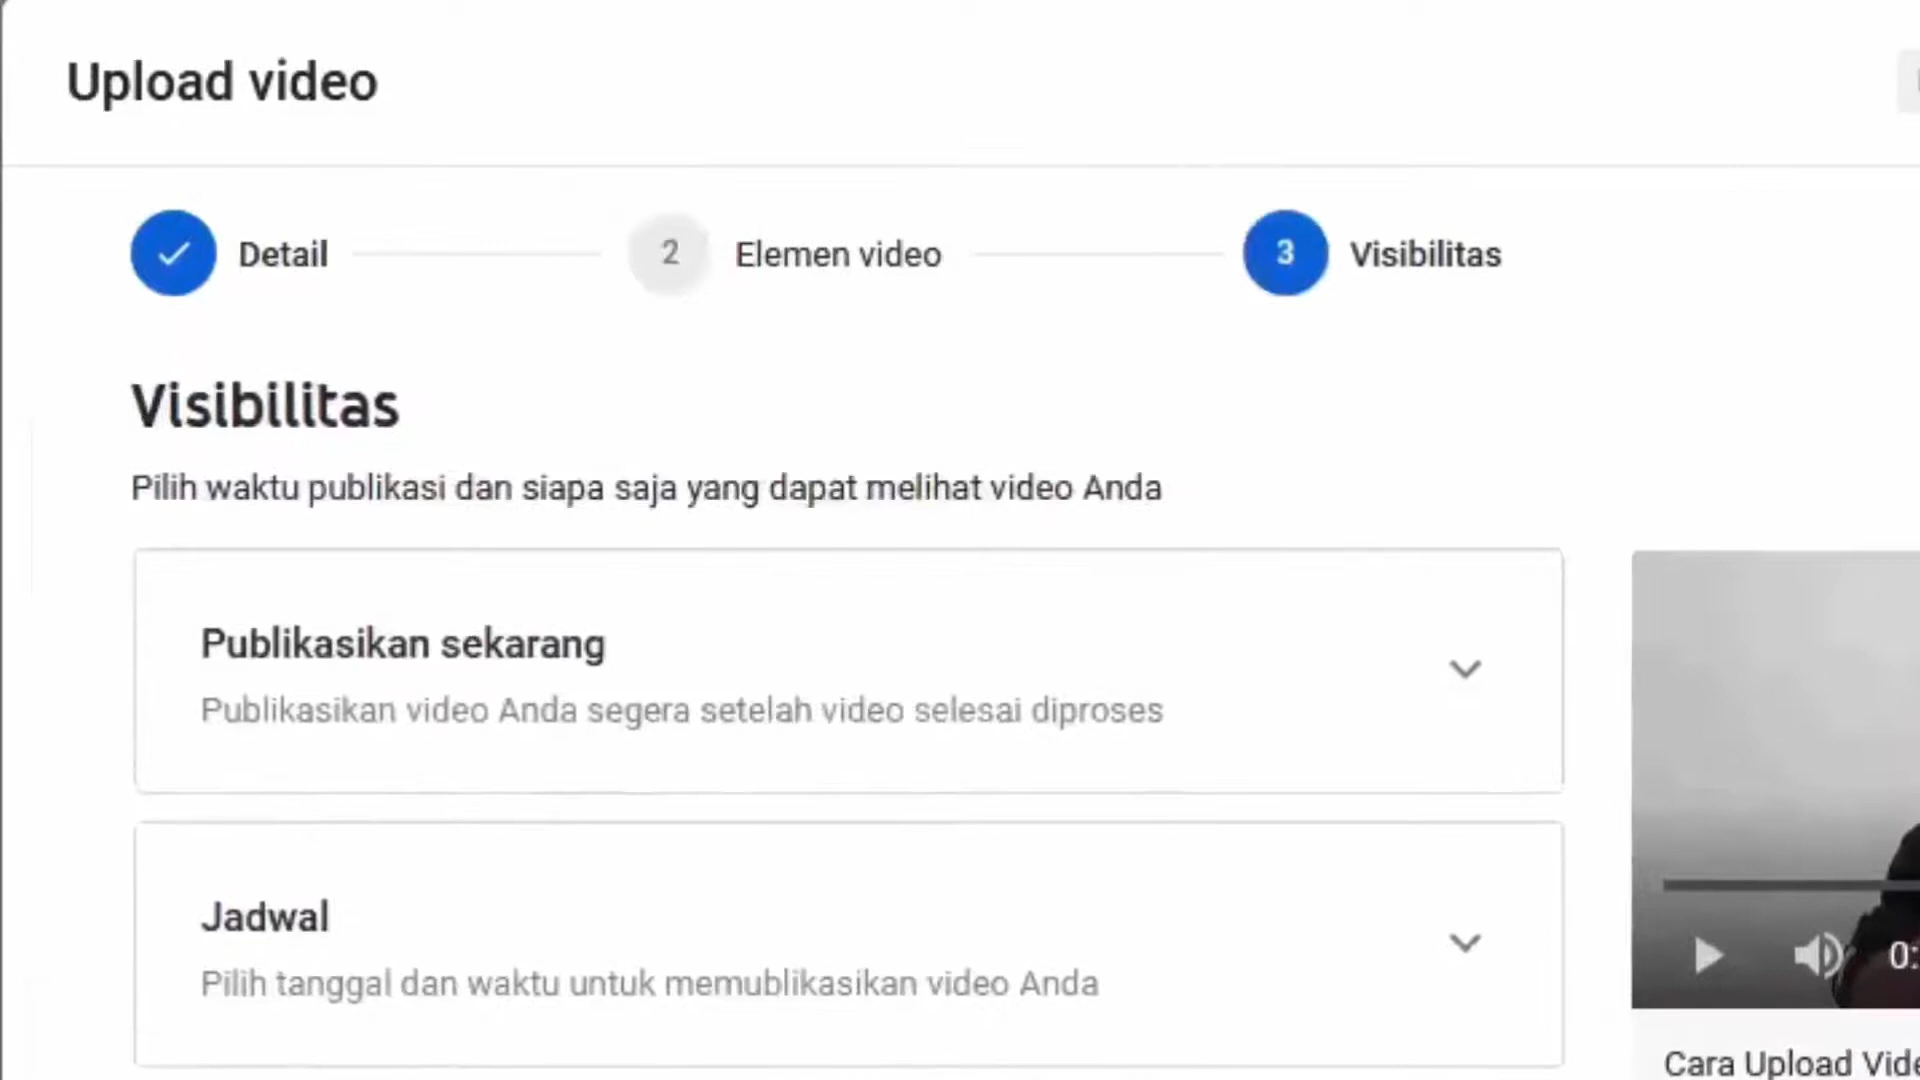 Upload video
Detail
2
Elemen video
3
Visibilitas
Visibilitas
Pilih waktu publikasi dan siapa saja yang dapat melihat video Anda
Publikasikan sekarang
Publikasikan video Anda segera setelah video selesai diproses
Jadwal
Pilih tanggal dan waktu untuk memublikasikan video Anda
0:
Cara Upload